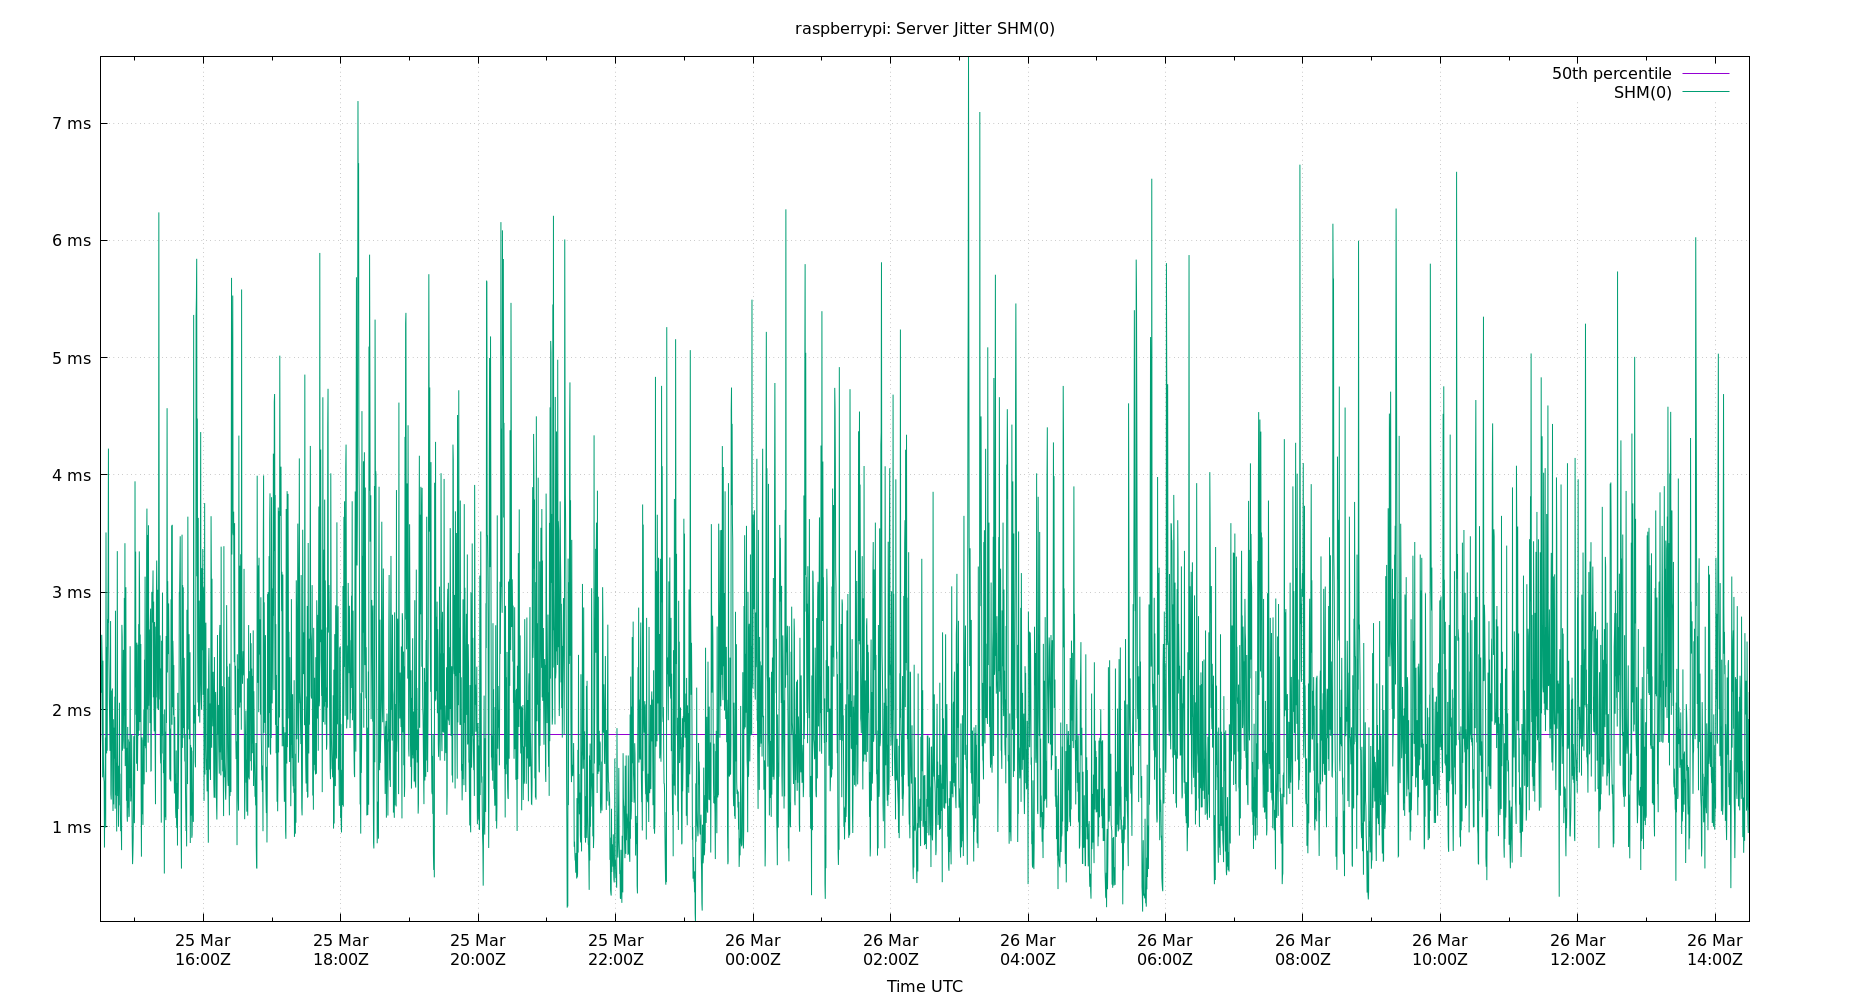 raspberrypi: Server Jitter SHM(0)
50th percentile
SHM(0)
7 ms
6 ms
5 ms
4 ms
3 ms
2 ms
1 ms
25 Mar 25 Mar 25 Mar 25 Mar 26 Mar 26 Mar 26 Mar 26 Mar 26 Mar 26 Mar 26 Mar 26 Mar
16:00Z 18:00Z 20:00Z 22:00Z 00:00Z 02:00Z 04:00Z 06:00Z 08:00Z 10:00Z 12:00Z 14:00Z
Time UTC